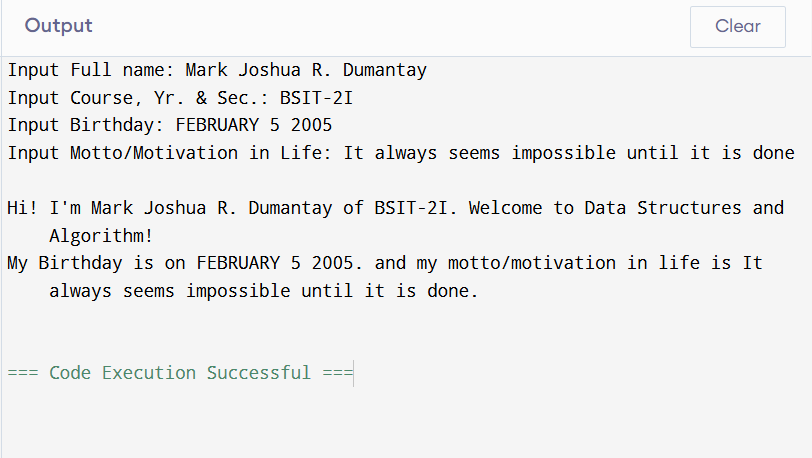 Output
Clear
Input Full name: Mark Joshua R. Dumantay
Input Course, Yr. & Sec.: BSIT-2I
Input Birthday: FEBRUARY 5 2005
Input Motto/Motivation in Life: It always seems impossible until it is done
Hi! I'm Mark Joshua R. Dumantay of BSIT-2I. Welcome to Data Structures and
Algorithm!
My Birthday is on FEBRUARY 5 2005. and my motto/motivation in life is It
always seems impossible until it is done.
=== Code Execution Successful ===